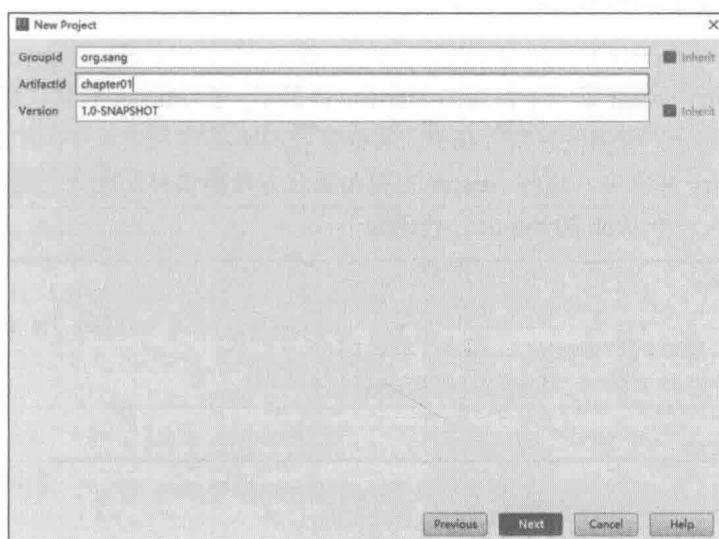 New Project
GroupId org.sang Inherit
ArtifactId chapter01
Version 1.0-SNAPSHOT Inherit
Previous Next Cancel Help